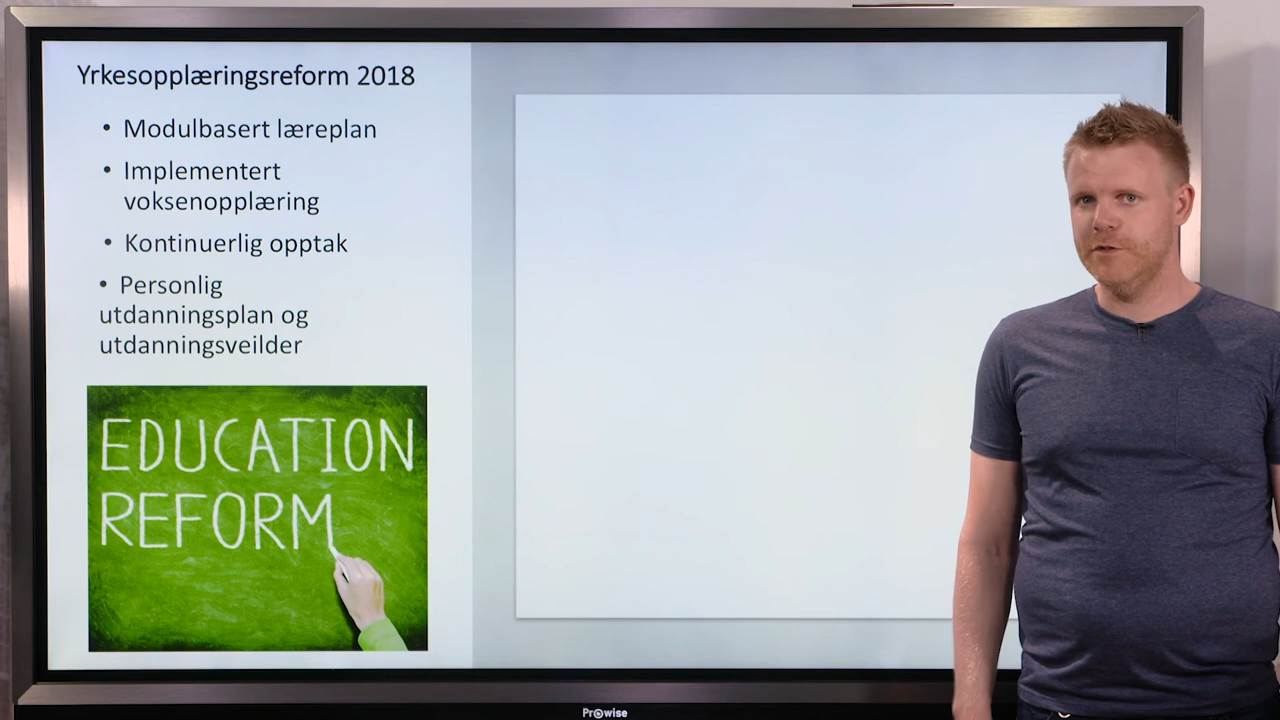 Yrkesopplæringsreform 2018
• Modulbasert læreplan
• Implementert
voksenopplæring
• Kontinuerlig opptak
• Personlig
utdanningsplan og
utdanningsveilder
EDUCATION
REFORM
Prowise